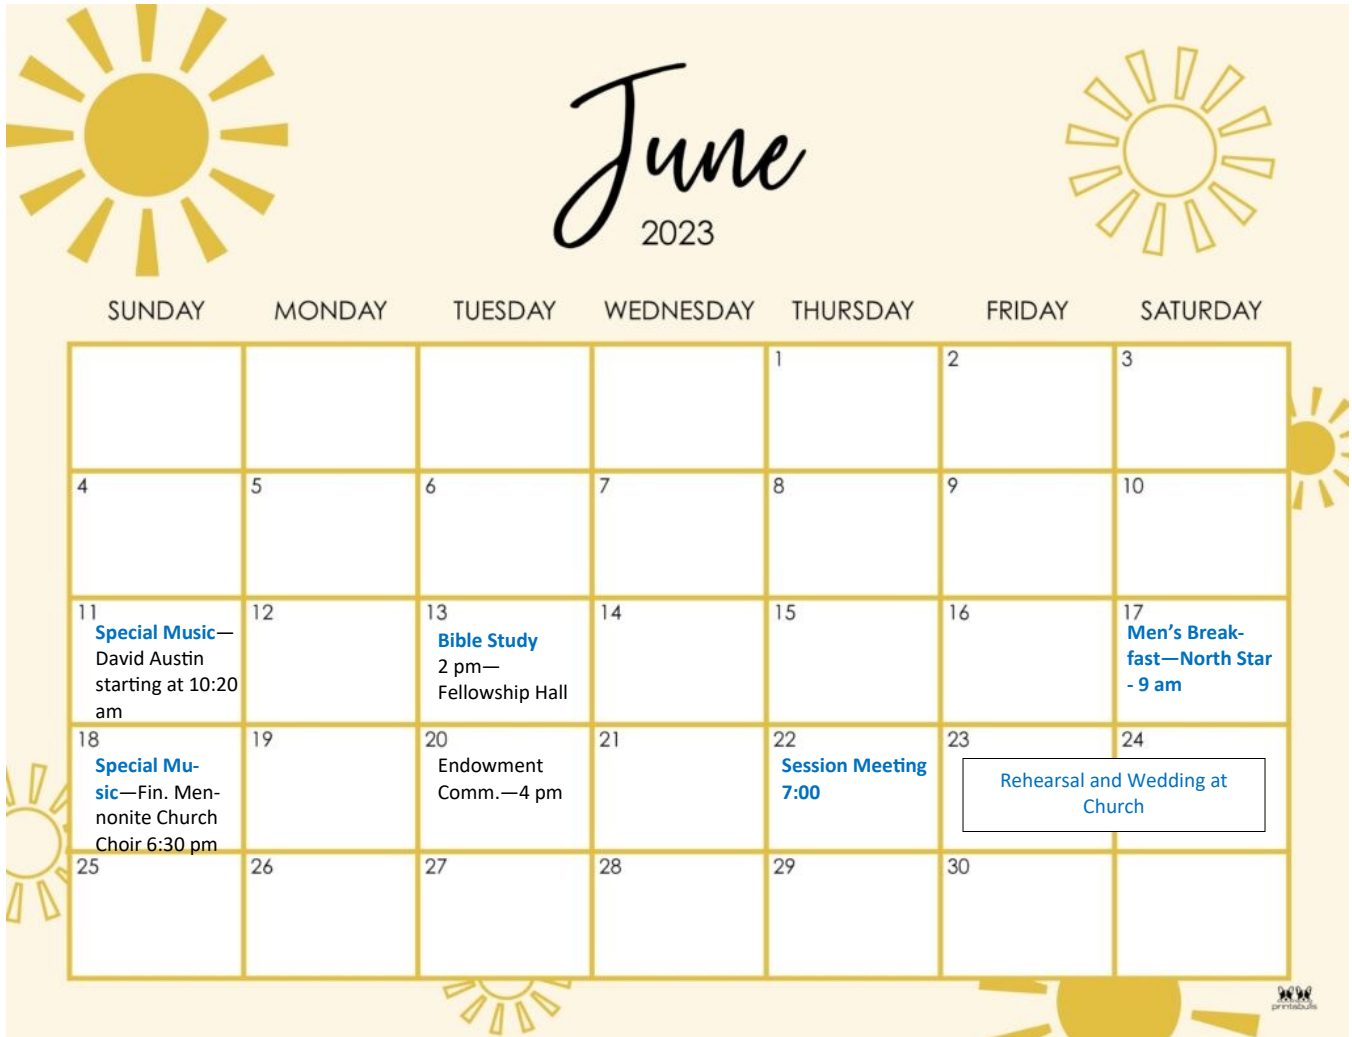 June
2023
SUNDAY MONDAY TUESDAY WEDNESDAY THURSDAY FRIDAY SATURDAY
1 2 3
4 5 6 7 8 9 10
11
Special Music—
David Austin
starting at 10:20
am
12
13
Bible Study
2 pm—
Fellowship Hall
14
15
16
17
Men's Break-
fast—North Star
- 9 am
18
Special Mu-
sic—Fin. Men-
nonite Church
Choir 6:30 pm
19
20
Endowment
Comm.—4 pm
21
22
Session Meeting
7:00
23
24
Rehearsal and Wedding at
Church
25 26 27 28 29 30
printabulls